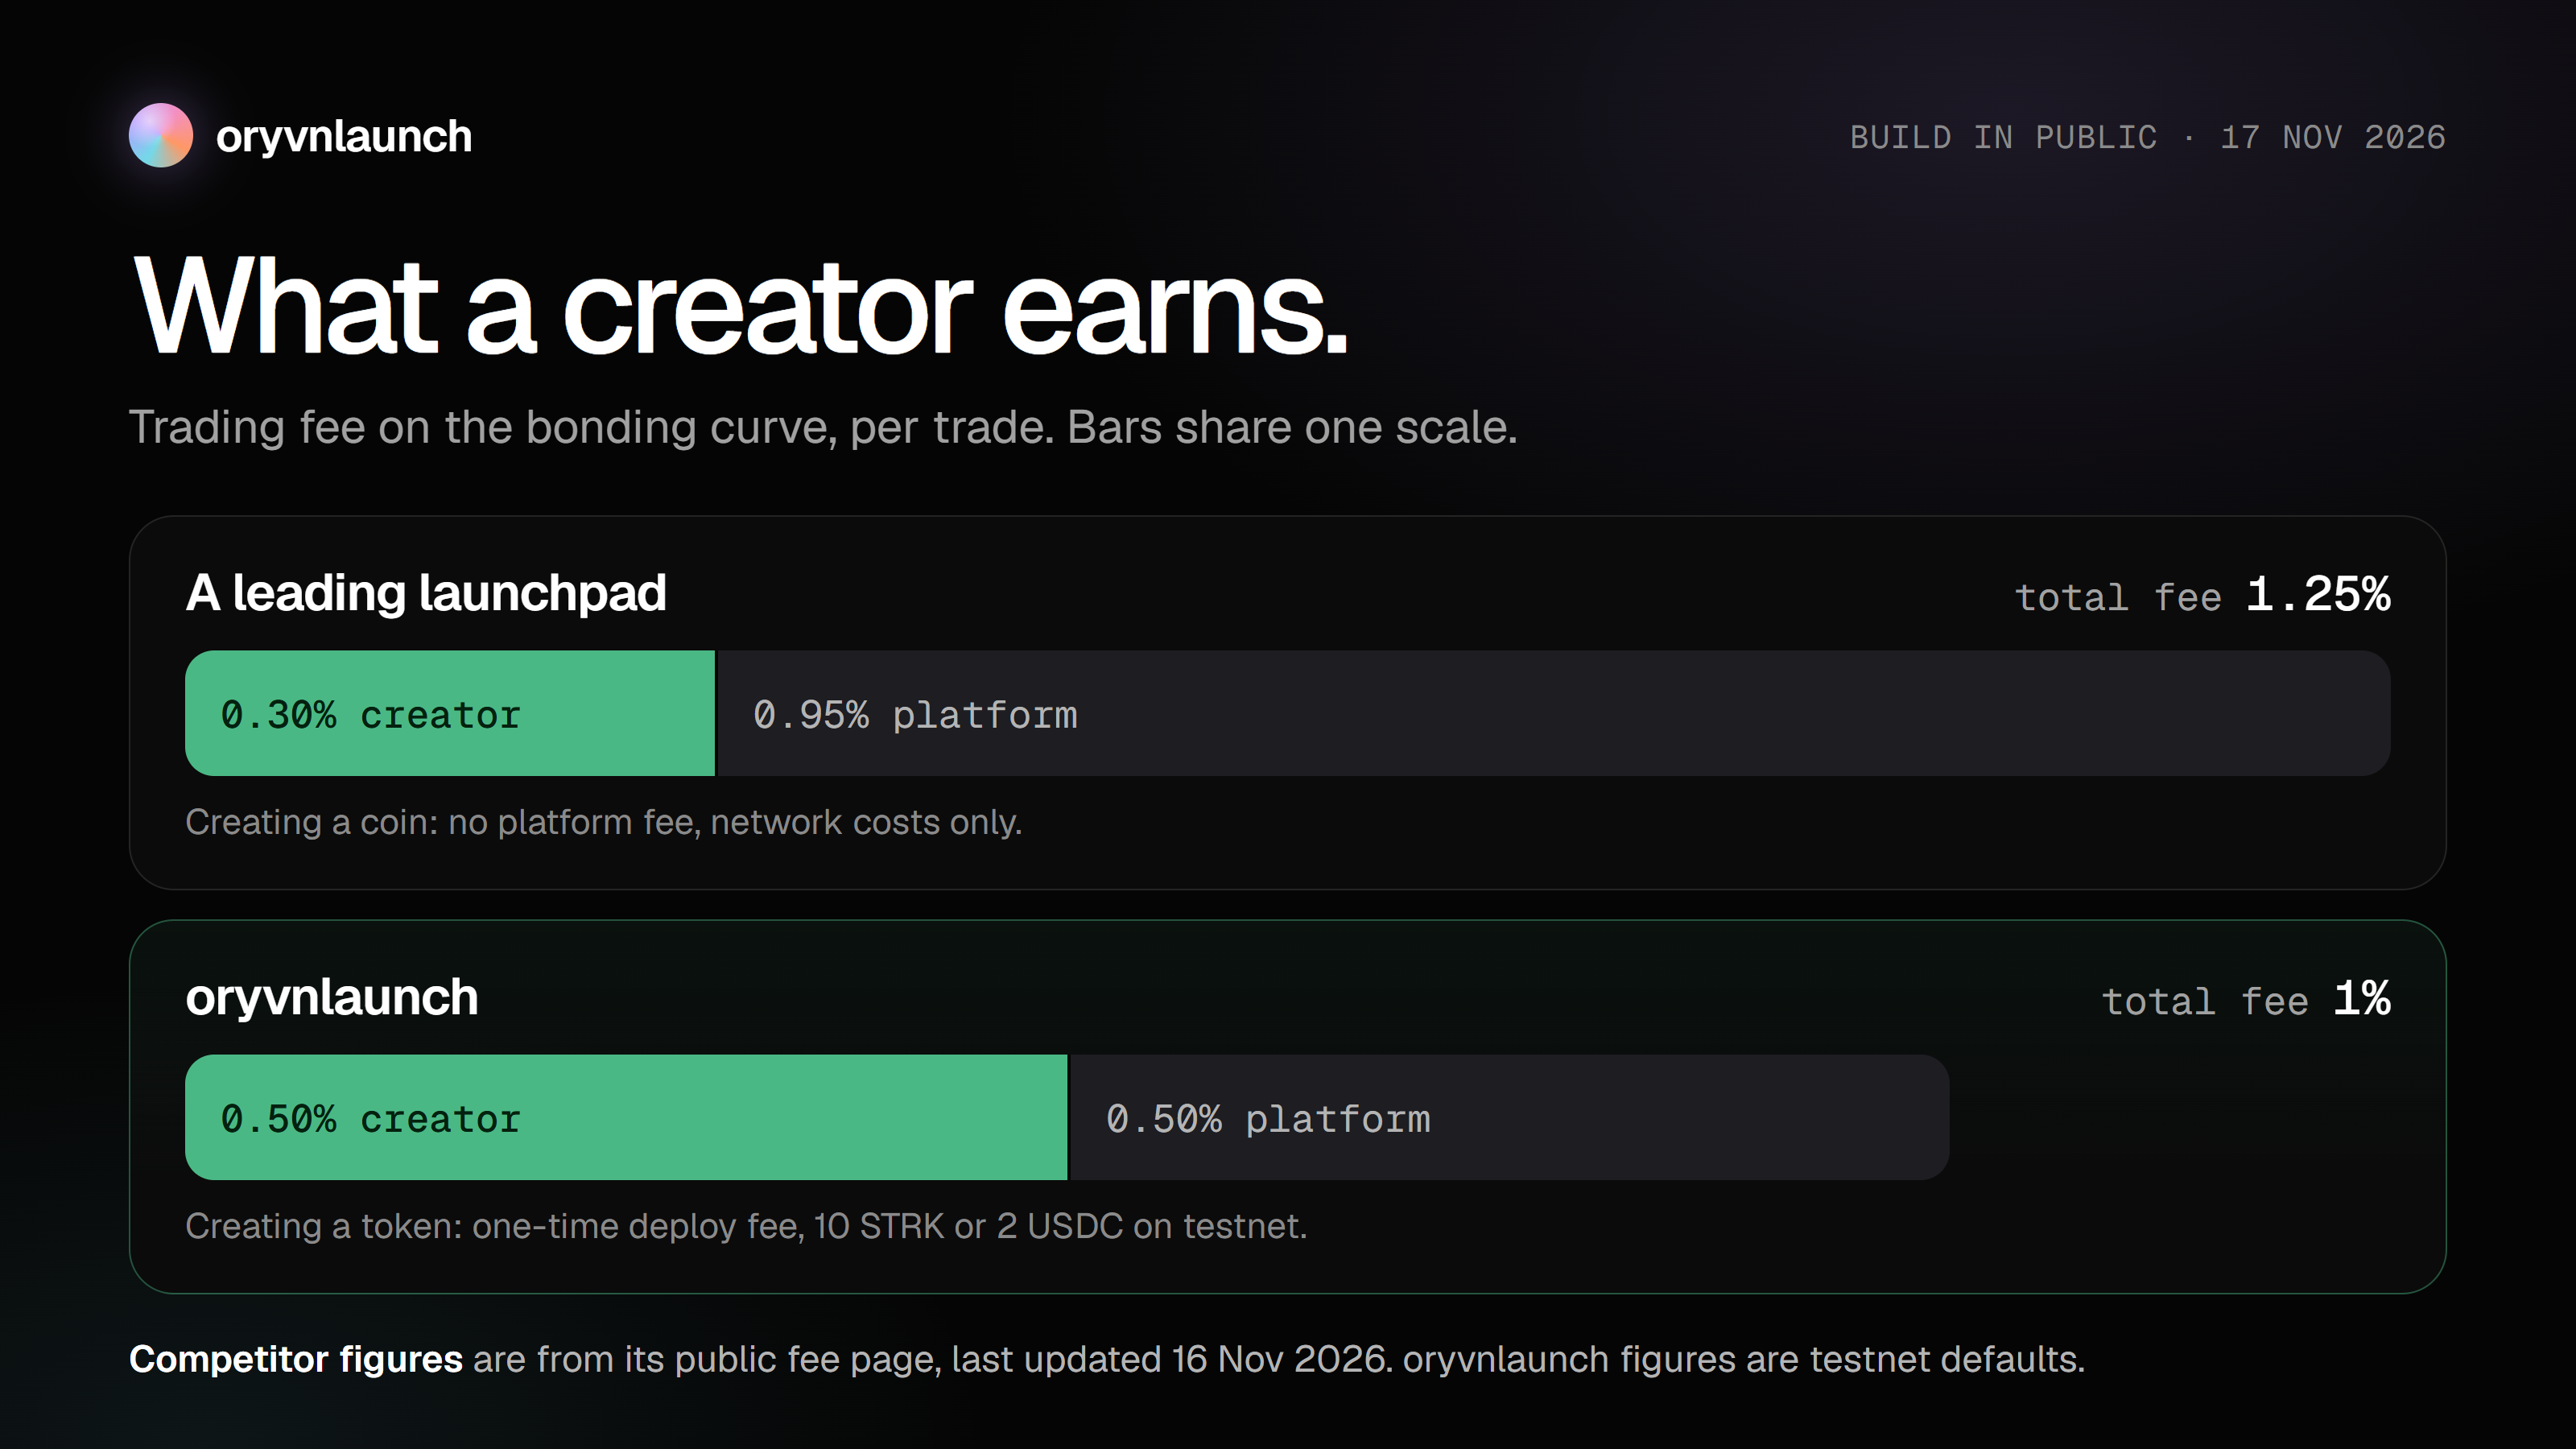 oryvnlaunch
BUILD IN PUBLIC · 17 NOV 2026
What a creator earns.
Trading fee on the bonding curve, per trade. Bars share one scale.
A leading launchpad
total fee 1.25%
0.30% creator
0.95% platform
Creating a coin: no platform fee, network costs only.
oryvnlaunch
total fee 1%
0.50% creator
0.50% platform
Creating a token: one-time deploy fee, 10 STRK or 2 USDC on testnet.
Competitor figures are from its public fee page, last updated 16 Nov 2026. oryvnlaunch figures are testnet defaults.